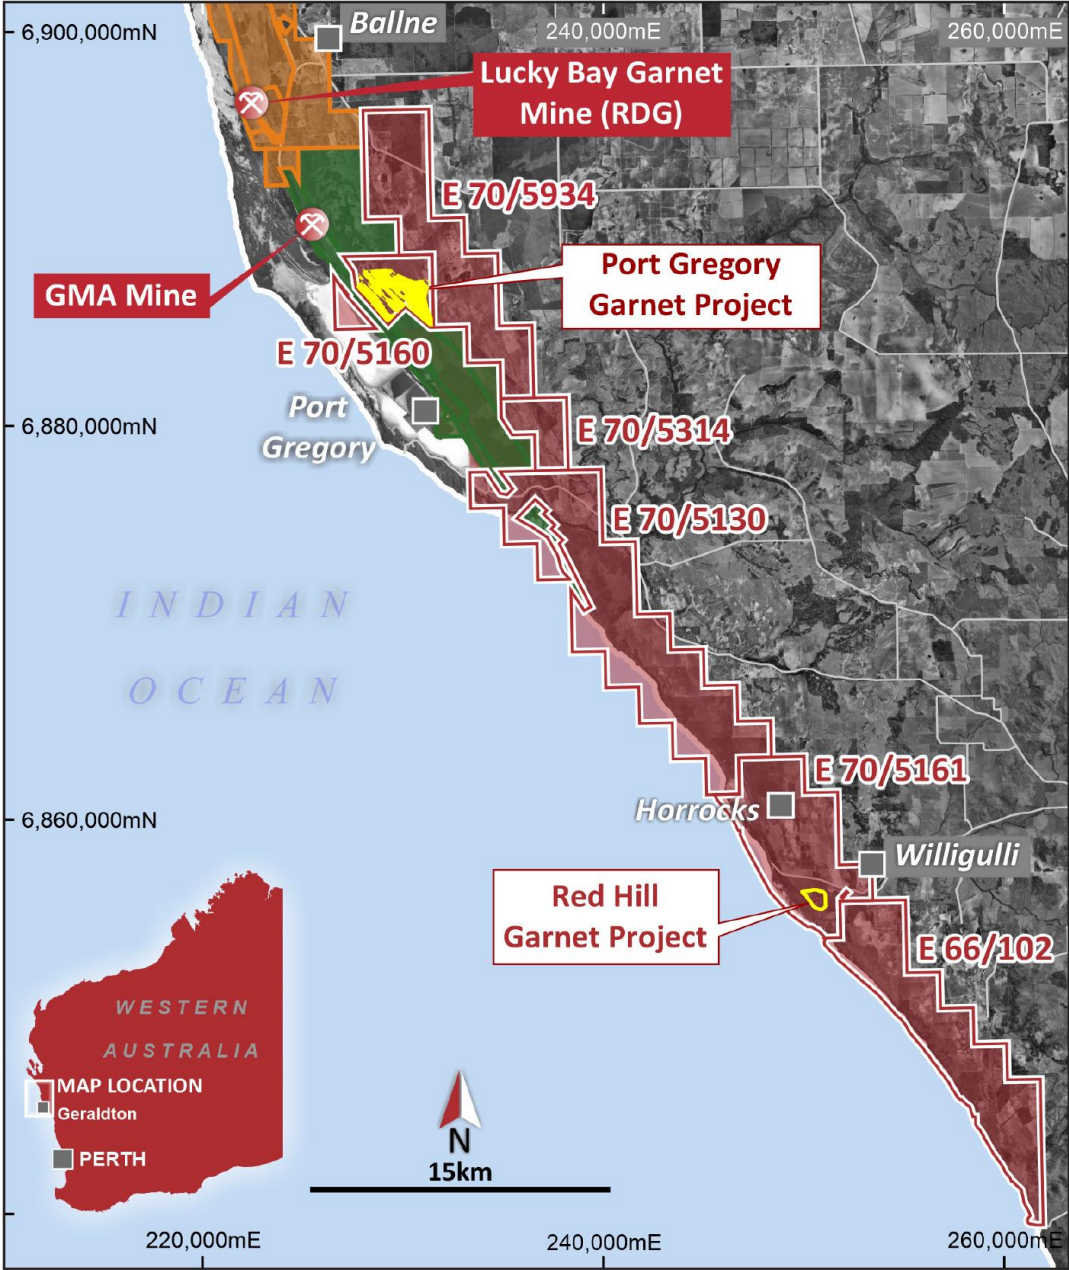 6,900,000mN
Ballne
240,000mE
260,000mE
Lucky Bay Garnet
Mine (RDG)
E 70/5934
Port Gregory
Garnet Project
GMA Mine
E 70/5160
Port
Gregory
6,880,000mN
E 70/5314
E 70/5130
INDIAN
OCEAN
E 70/5161
Horrocks
6,860,000mN
Willigulli
Red Hill
Garnet Project
E 66/102
WESTERN
AUSTRALIA
MAP LOCATION
Geraldton
PERTH
N
15km
220,000mE
240,000mE
260,000mE